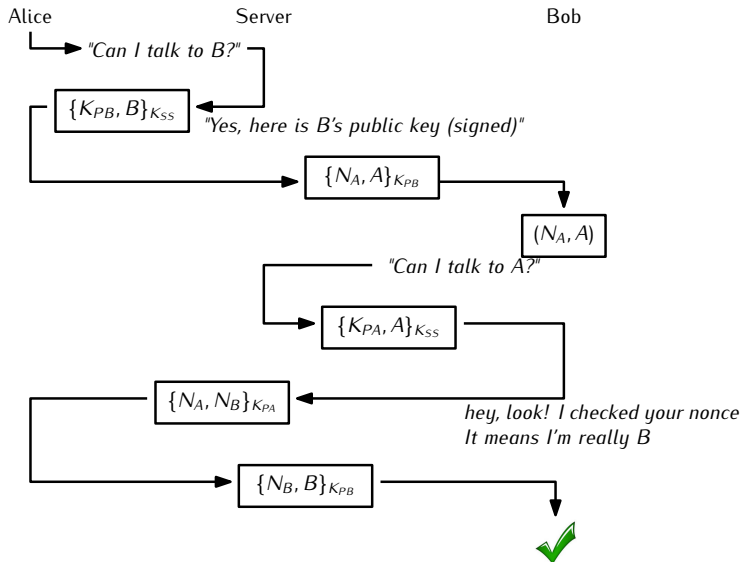 Alice Server Bob
"Can I talk to B?"
{K_PB, B}_K_SS
"Yes, here is B's public key (signed)"
{N_A, A}_K_PB
(N_A, A)
"Can I talk to A?"
{K_PA, A}_K_SS
{N_A, N_B}_K_PA
hey, look! I checked your nonce
It means I'm really B
{N_B, B}_K_PB